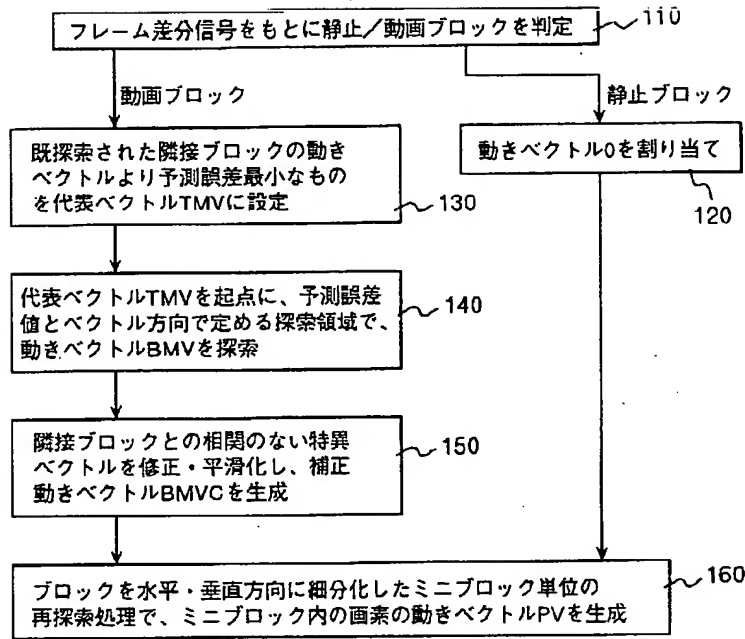 フレーム差分信号をもとに静止／動画ブロックを判定
110
動画ブロック
静止ブロック
既探索された隣接ブロックの動き
ベクトルより予測誤差最小なもの
を代表ベクトルTMVに設定
130
動きベクトル0を割り当て
120
代表ベクトルTMVを起点に、予測誤差
値とベクトル方向で定める探索領域で、
動きベクトルBMVを探索
140
隣接ブロックとの相関のない特異
ベクトルを修正・平滑化し、補正
動きベクトルBMVCを生成
150
ブロックを水平・垂直方向に細分化したミニブロック単位の
再探索処理で、ミニブロック内の画素の動きベクトルPVを生成
160